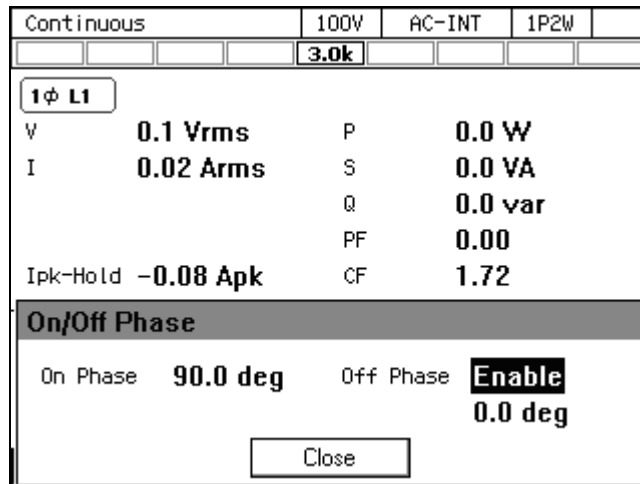 Continuous 100V AC-INT 1P2W
3.0k
1ϕ L1
V 0.1 Vrms P 0.0 W
I 0.02 Arms S 0.0 VA
Q 0.0 var
PF 0.00
Ipk-Hold -0.08 Apk CF 1.72
On/Off Phase
On Phase 90.0 deg Off Phase Enable
0.0 deg
Close